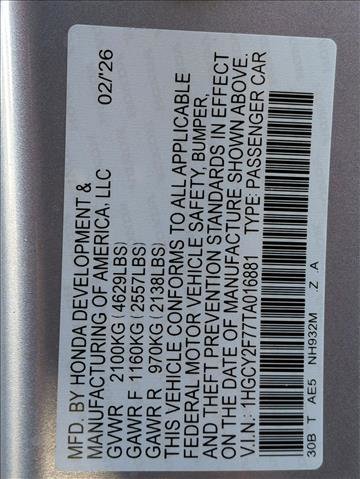 MFD. BY HONDA DEVELOPMENT & 02/'26
MANUFACTURING OF AMERICA, LLC
GVWR 2100KG (4629LBS)
GAWR F 1160KG (2557LBS)
GAWR R 970KG (2138LBS)
THIS VEHICLE CONFORMS TO ALL APPLICABLE
FEDERAL MOTOR VEHICLE SAFETY, BUMPER,
AND THEFT PREVENTION STANDARDS IN EFFECT
ON THE DATE OF MANUFACTURE SHOWN ABOVE.
V.I.N.: 1HGCY2F77TA016881 TYPE: PASSENGER CAR
30B T AE5 NH932M .Z .A